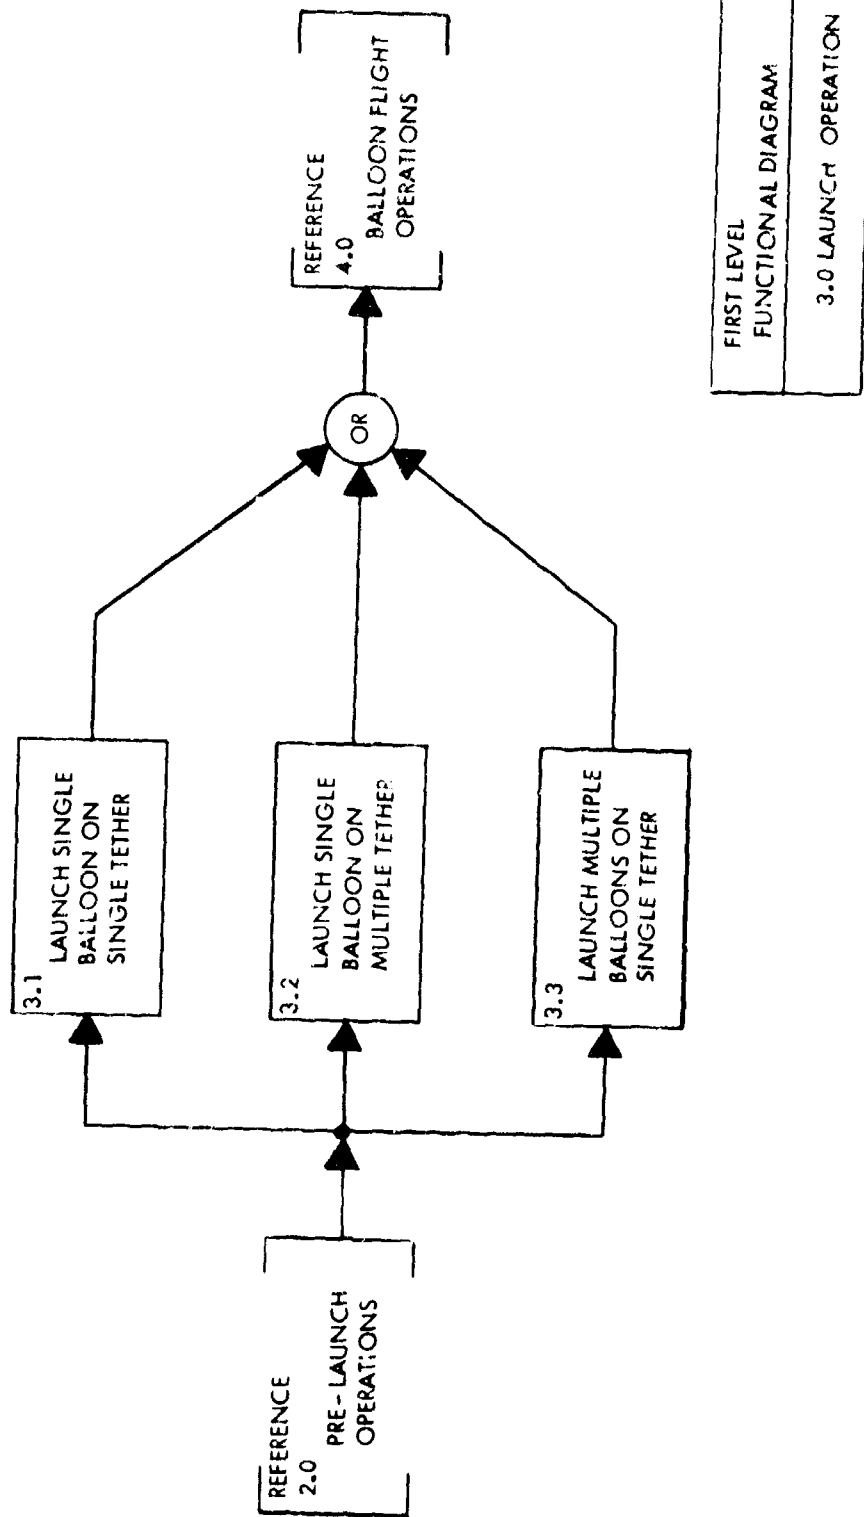 REFERENCE
2.0
PRE-LAUNCH
OPERATIONS
3.1
LAUNCH SINGLE
BALLOON ON
SINGLE TETHER
3.2
LAUNCH SINGLE
BALLOON ON
MULTIPLE TETHER
3.3
LAUNCH MULTIPLE
BALLOONS ON
SINGLE TETHER
OR
REFERENCE
4.0
BALLOON FLIGHT
OPERATIONS
FIRST LEVEL
FUNCTIONAL DIAGRAM
3.0 LAUNCH OPERATION